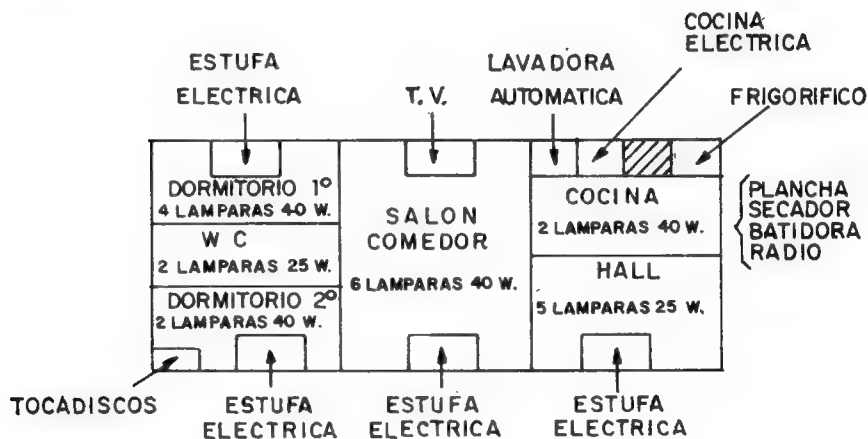 COCINA
ELECTRICA
ESTUFA
ELECTRICA
T. V.
LAVADORA
AUTOMATICA
FRIGORIFICO
DORMITORIO 1º
4 LAMPARAS 40 W.
W C
2 LAMPARAS 25 W.
DORMITORIO 2º
2 LAMPARAS 40 W.
SALON
COMEDOR
6 LAMPARAS 40 W.
COCINA
2 LAMPARAS 40 W.
HALL
5 LAMPARAS 25 W.
PLANCHA
SECADOR
BATIDORA
RADIO
TOCADISCOS
ESTUFA
ELECTRICA
ESTUFA
ELECTRICA
ESTUFA
ELECTRICA